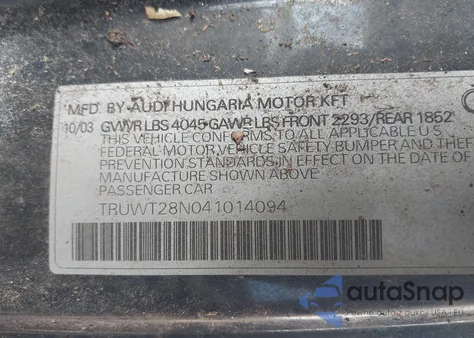 MFD. BY AUDI HUNGARIA MOTOR KFT
10/03 GVWR LBS 4045 GAWR LBS FRONT 2293/REAR 1852
THIS VEHICLE CONFORMS TO ALL APPLICABLE U S
FEDERAL MOTOR VEHICLE SAFETY BUMPER AND THEFT
PREVENTION STANDARDS IN EFFECT ON THE DATE OF
MANUFACTURE SHOWN ABOVE
PASSENGER CAR
TRUWT28N041014094
autoSnap